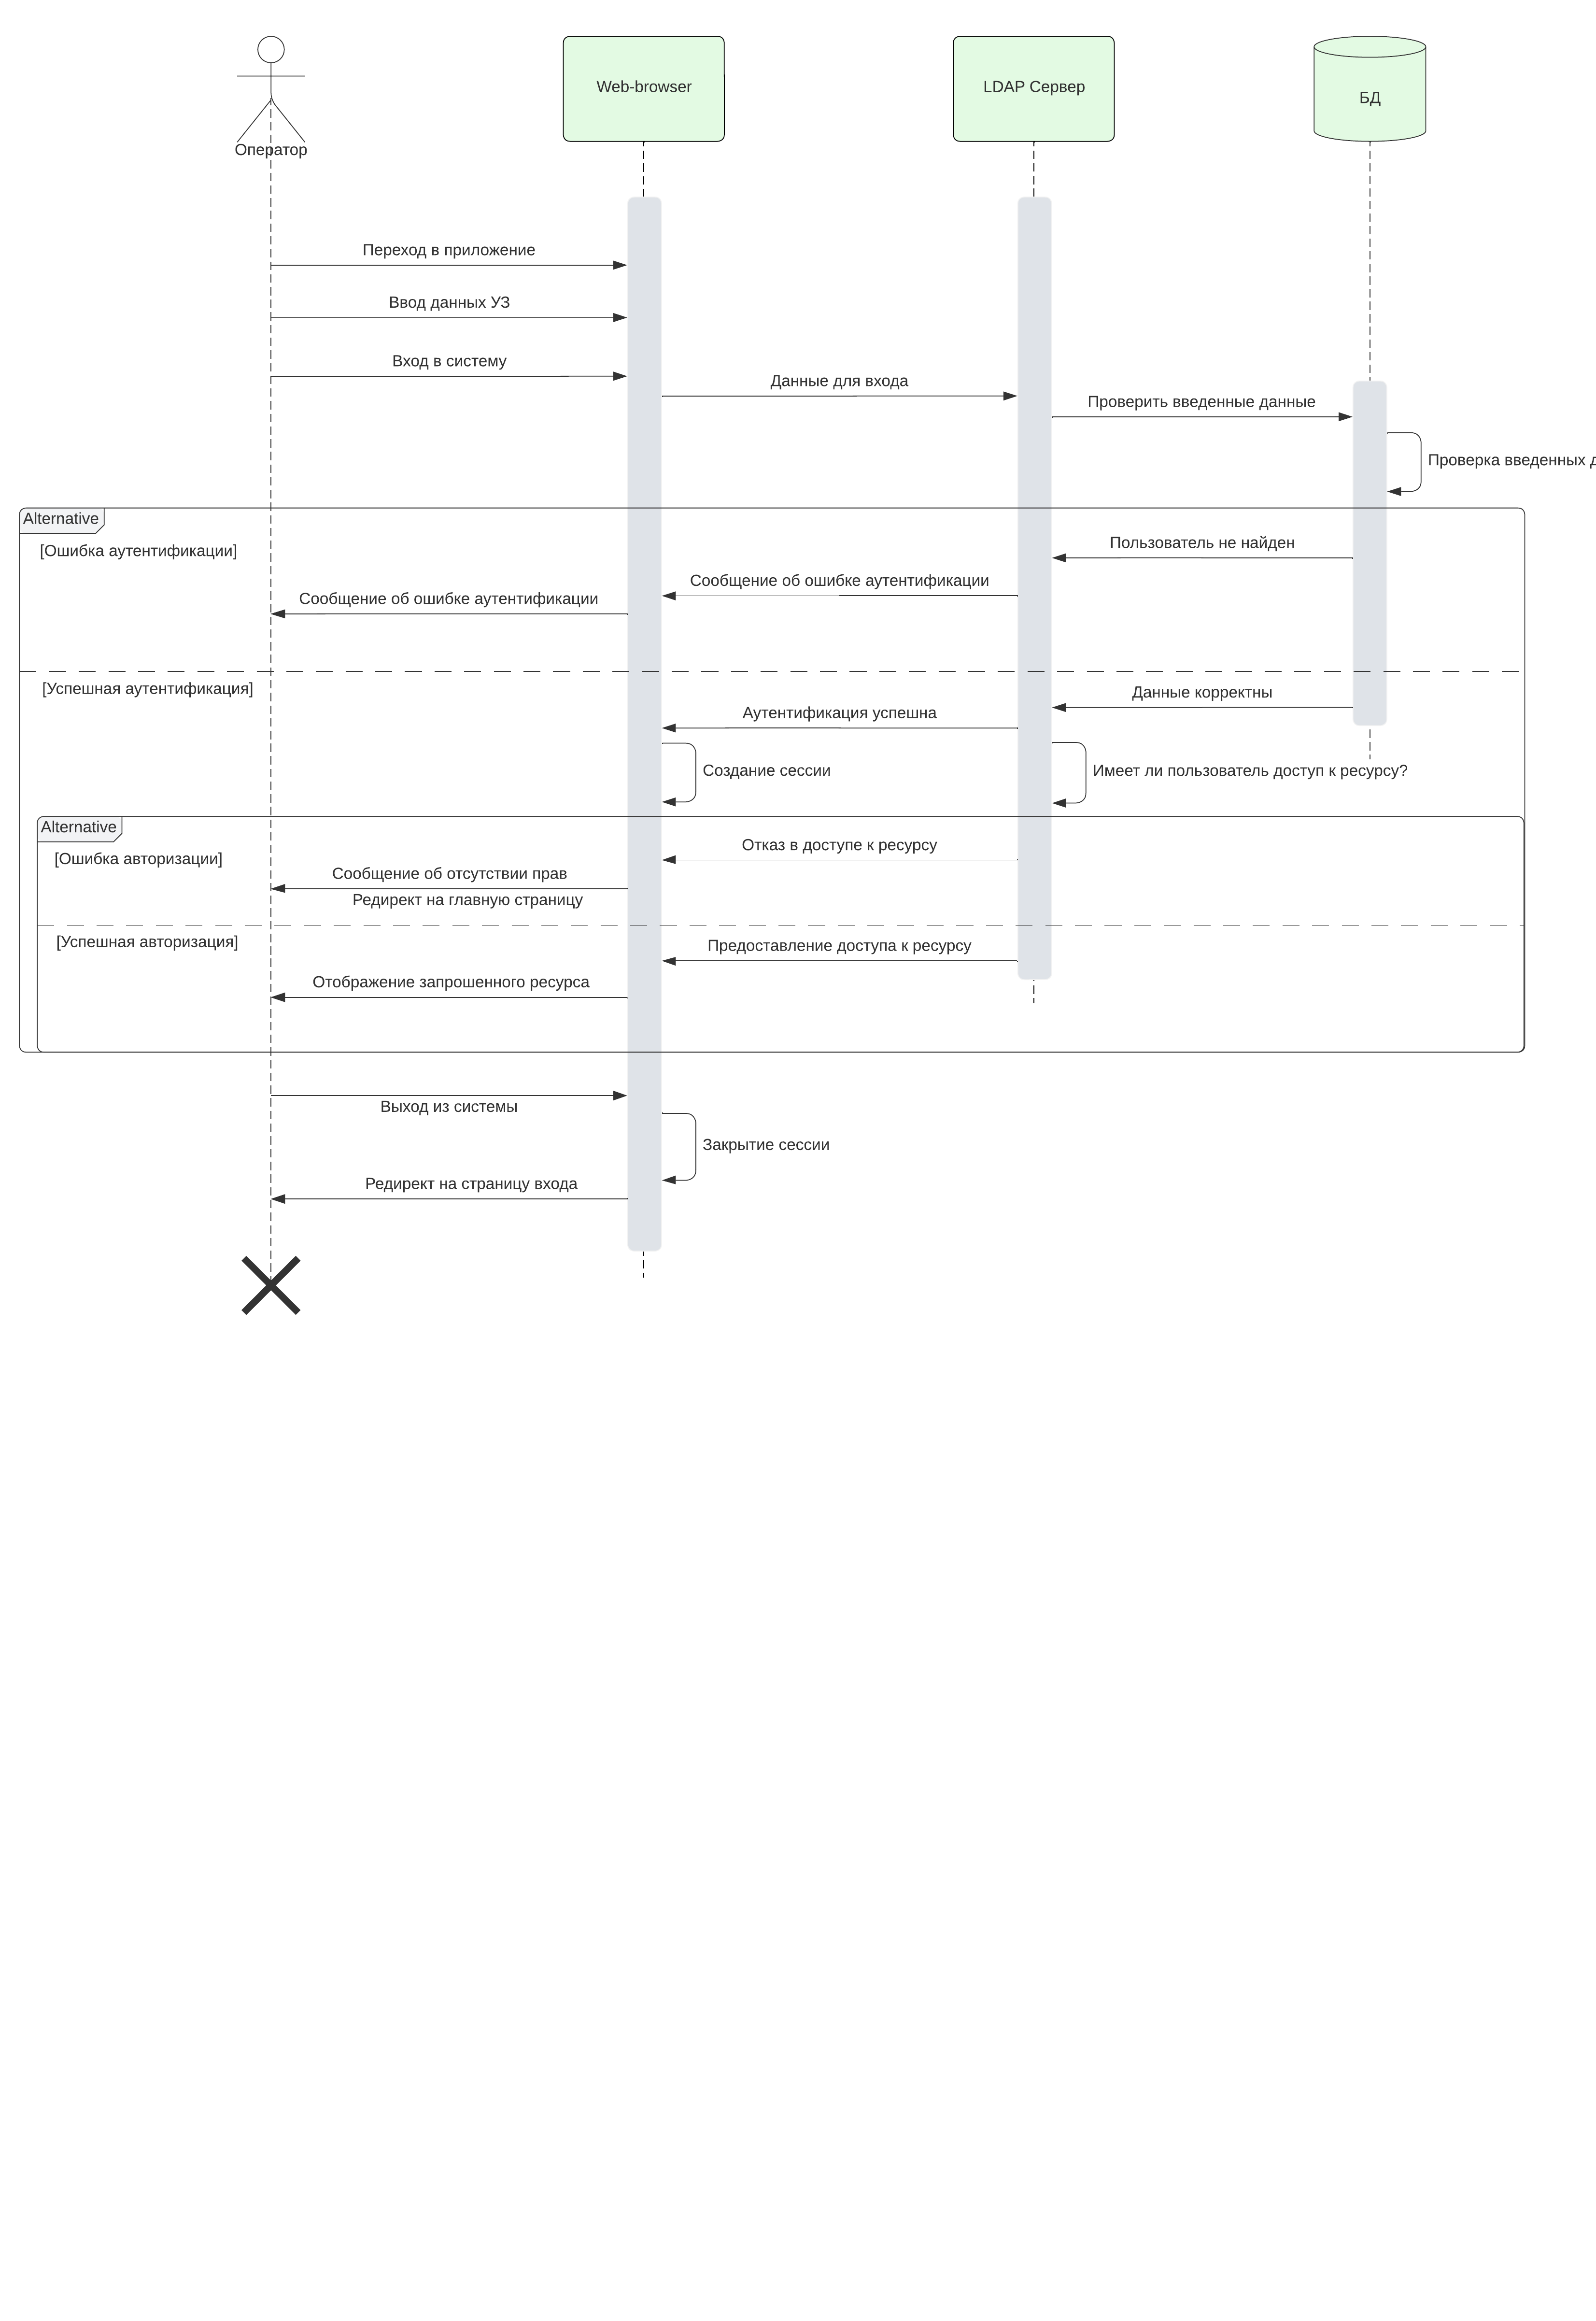 Оператор
Web-browser
LDAP Сервер
БД
Переход в приложение
Ввод данных УЗ
Вход в систему
Данные для входа
Проверить введенные данные
Проверка введенных
Alternative
[Ошибка аутентификации]
Пользователь не найден
Сообщение об ошибке аутентификации
Сообщение об ошибке аутентификации
[Успешная аутентификация]
Данные корректны
Аутентификация успешна
Создание сессии
Имеет ли пользователь доступ к ресурсу?
Alternative
[Ошибка авторизации]
Отказ в доступе к ресурсу
Сообщение об отсутствии прав
Редирект на главную страницу
[Успешная авторизация]
Предоставление доступа к ресурсу
Отображение запрошенного ресурса
Выход из системы
Закрытие сессии
Редирект на страницу входа